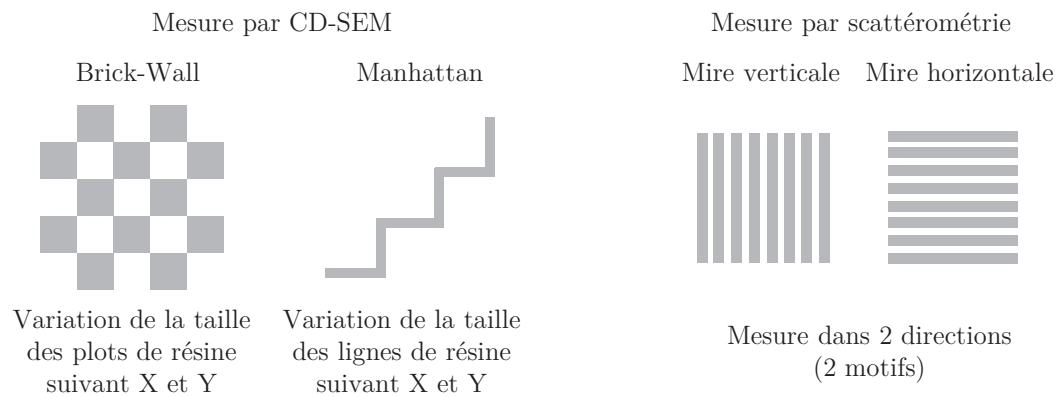 Mesure par CD-SEM
Brick-Wall
Manhattan
Variation de la taille
des plots de résine
suivant X et Y
Variation de la taille
des lignes de résine
suivant X et Y
Mesure par scattérométrie
Mire verticale
Mire horizontale
Mesure dans 2 directions
(2 motifs)